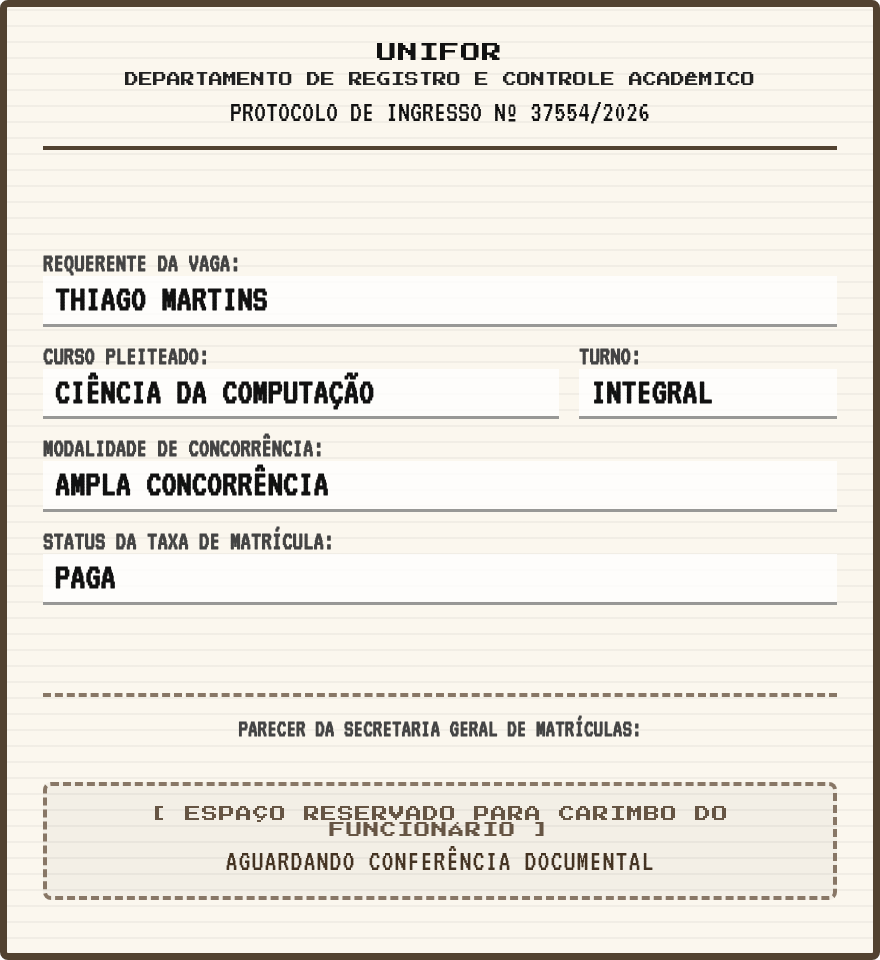 UNIFOR
DEPARTAMENTO DE REGISTRO E CONTROLE ACADÊMICO
PROTOCOLO DE INGRESSO Nº 37554/2026
REQUERENTE DA VAGA:
THIAGO MARTINS
CURSO PLEITEADO:
TURNO:
CIÊNCIA DA COMPUTAÇÃO
INTEGRAL
MODALIDADE DE CONCORRÊNCIA:
AMPLA CONCORRÊNCIA
STATUS DA TAXA DE MATRÍCULA:
PAGA
PARECER DA SECRETARIA GERAL DE MATRÍCULAS:
[ ESPAÇO RESERVADO PARA CARIMBO DO
FUNCIONÁRIO ]
AGUARDANDO CONFERÊNCIA DOCUMENTAL